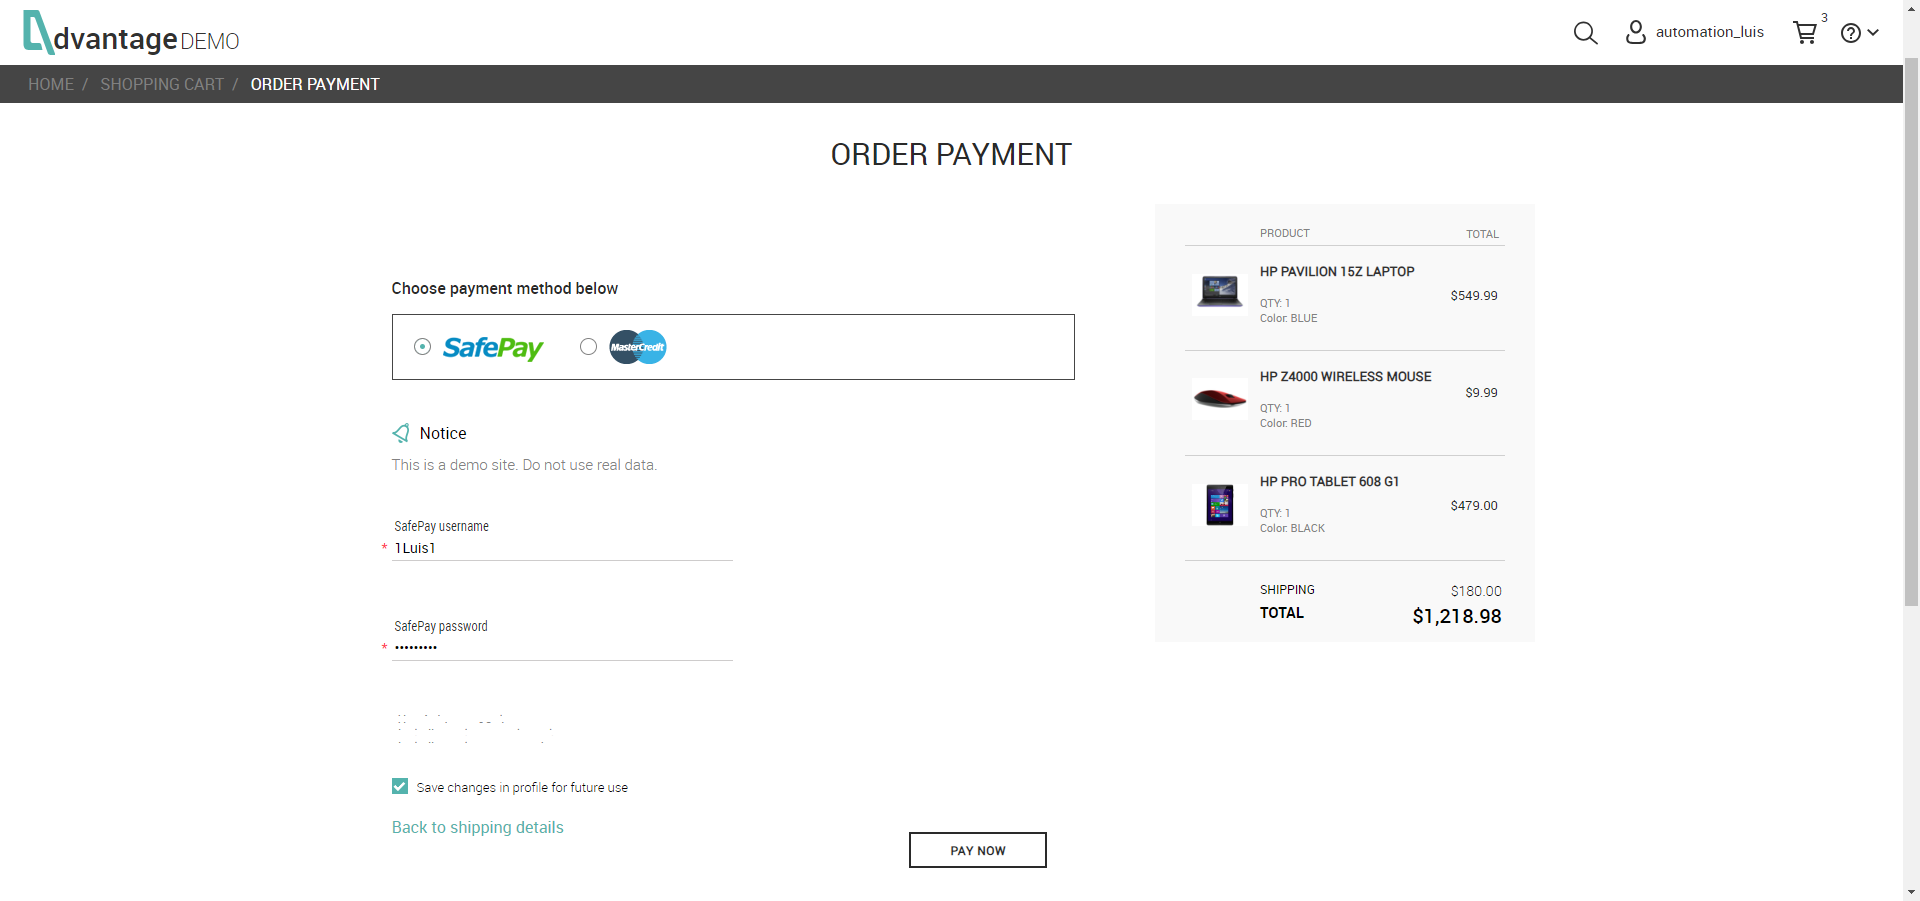 dvantage DEMO
automation_luis
3
HOME / SHOPPING CART / ORDER PAYMENT
ORDER PAYMENT
Choose payment method below
SafePay
MasterCredit
Notice
This is a demo site. Do not use real data.
SafePay username
* 1Luis1
SafePay password
* •••••••••
Save changes in profile for future use
Back to shipping details
PAY NOW
PRODUCT TOTAL
HP PAVILION 15Z LAPTOP
$549.99
QTY: 1
Color: BLUE
HP Z4000 WIRELESS MOUSE
$9.99
QTY: 1
Color: RED
HP PRO TABLET 608 G1
$479.00
QTY: 1
Color: BLACK
SHIPPING $180.00
TOTAL $1,218.98